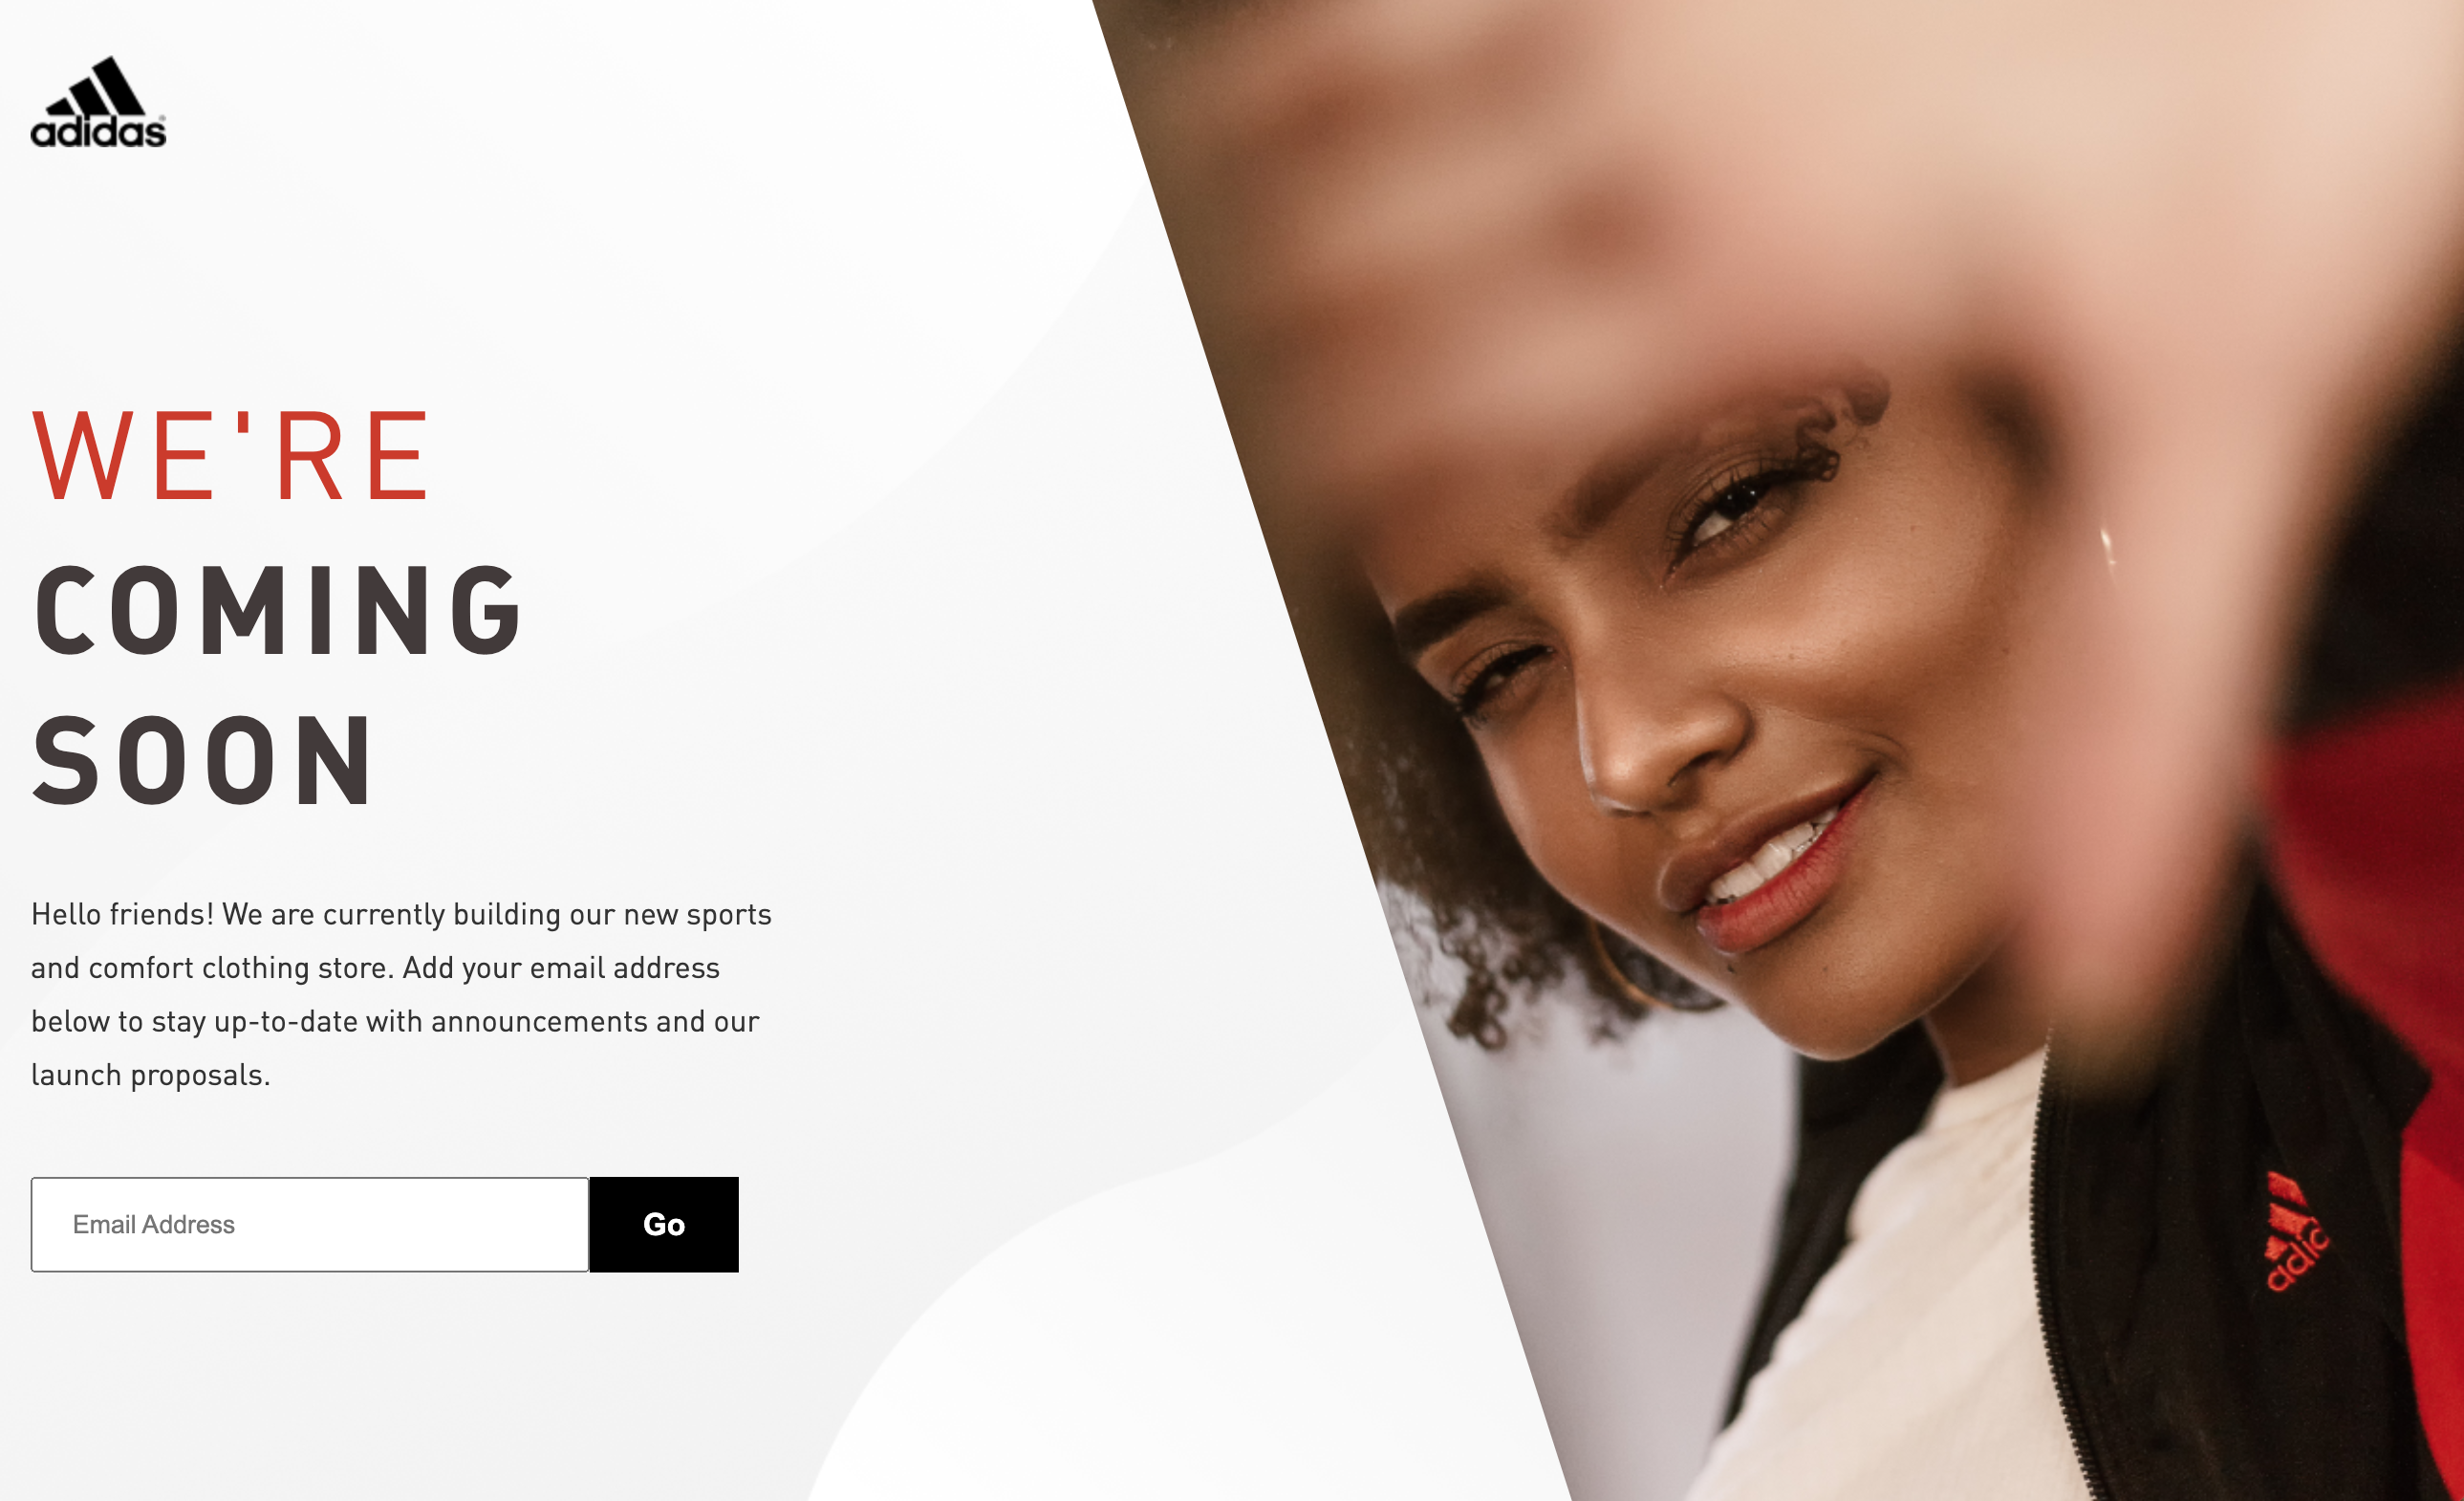 adidas
WE'RE
COMING
SOON
Hello friends! We are currently building our new sports
and comfort clothing store. Add your email address
below to stay up-to-date with announcements and our
launch proposals.
Email Address
Go
adid